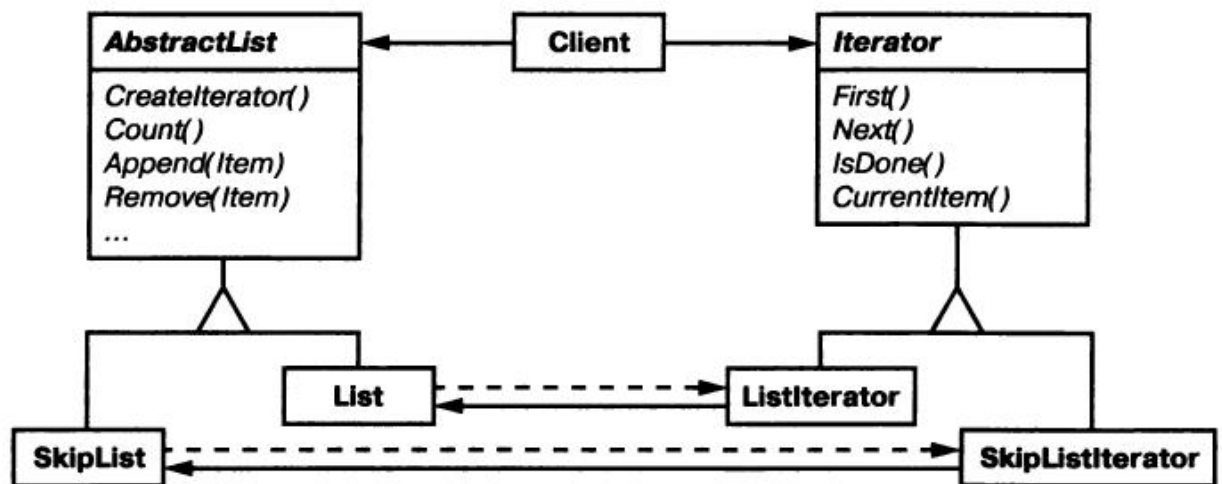 AbstractList
CreateIterator()
Count()
Append(Item)
Remove(Item)
...
Client
Iterator
First()
Next()
IsDone()
CurrentItem()
List
ListIterator
SkipList
SkipListIterator